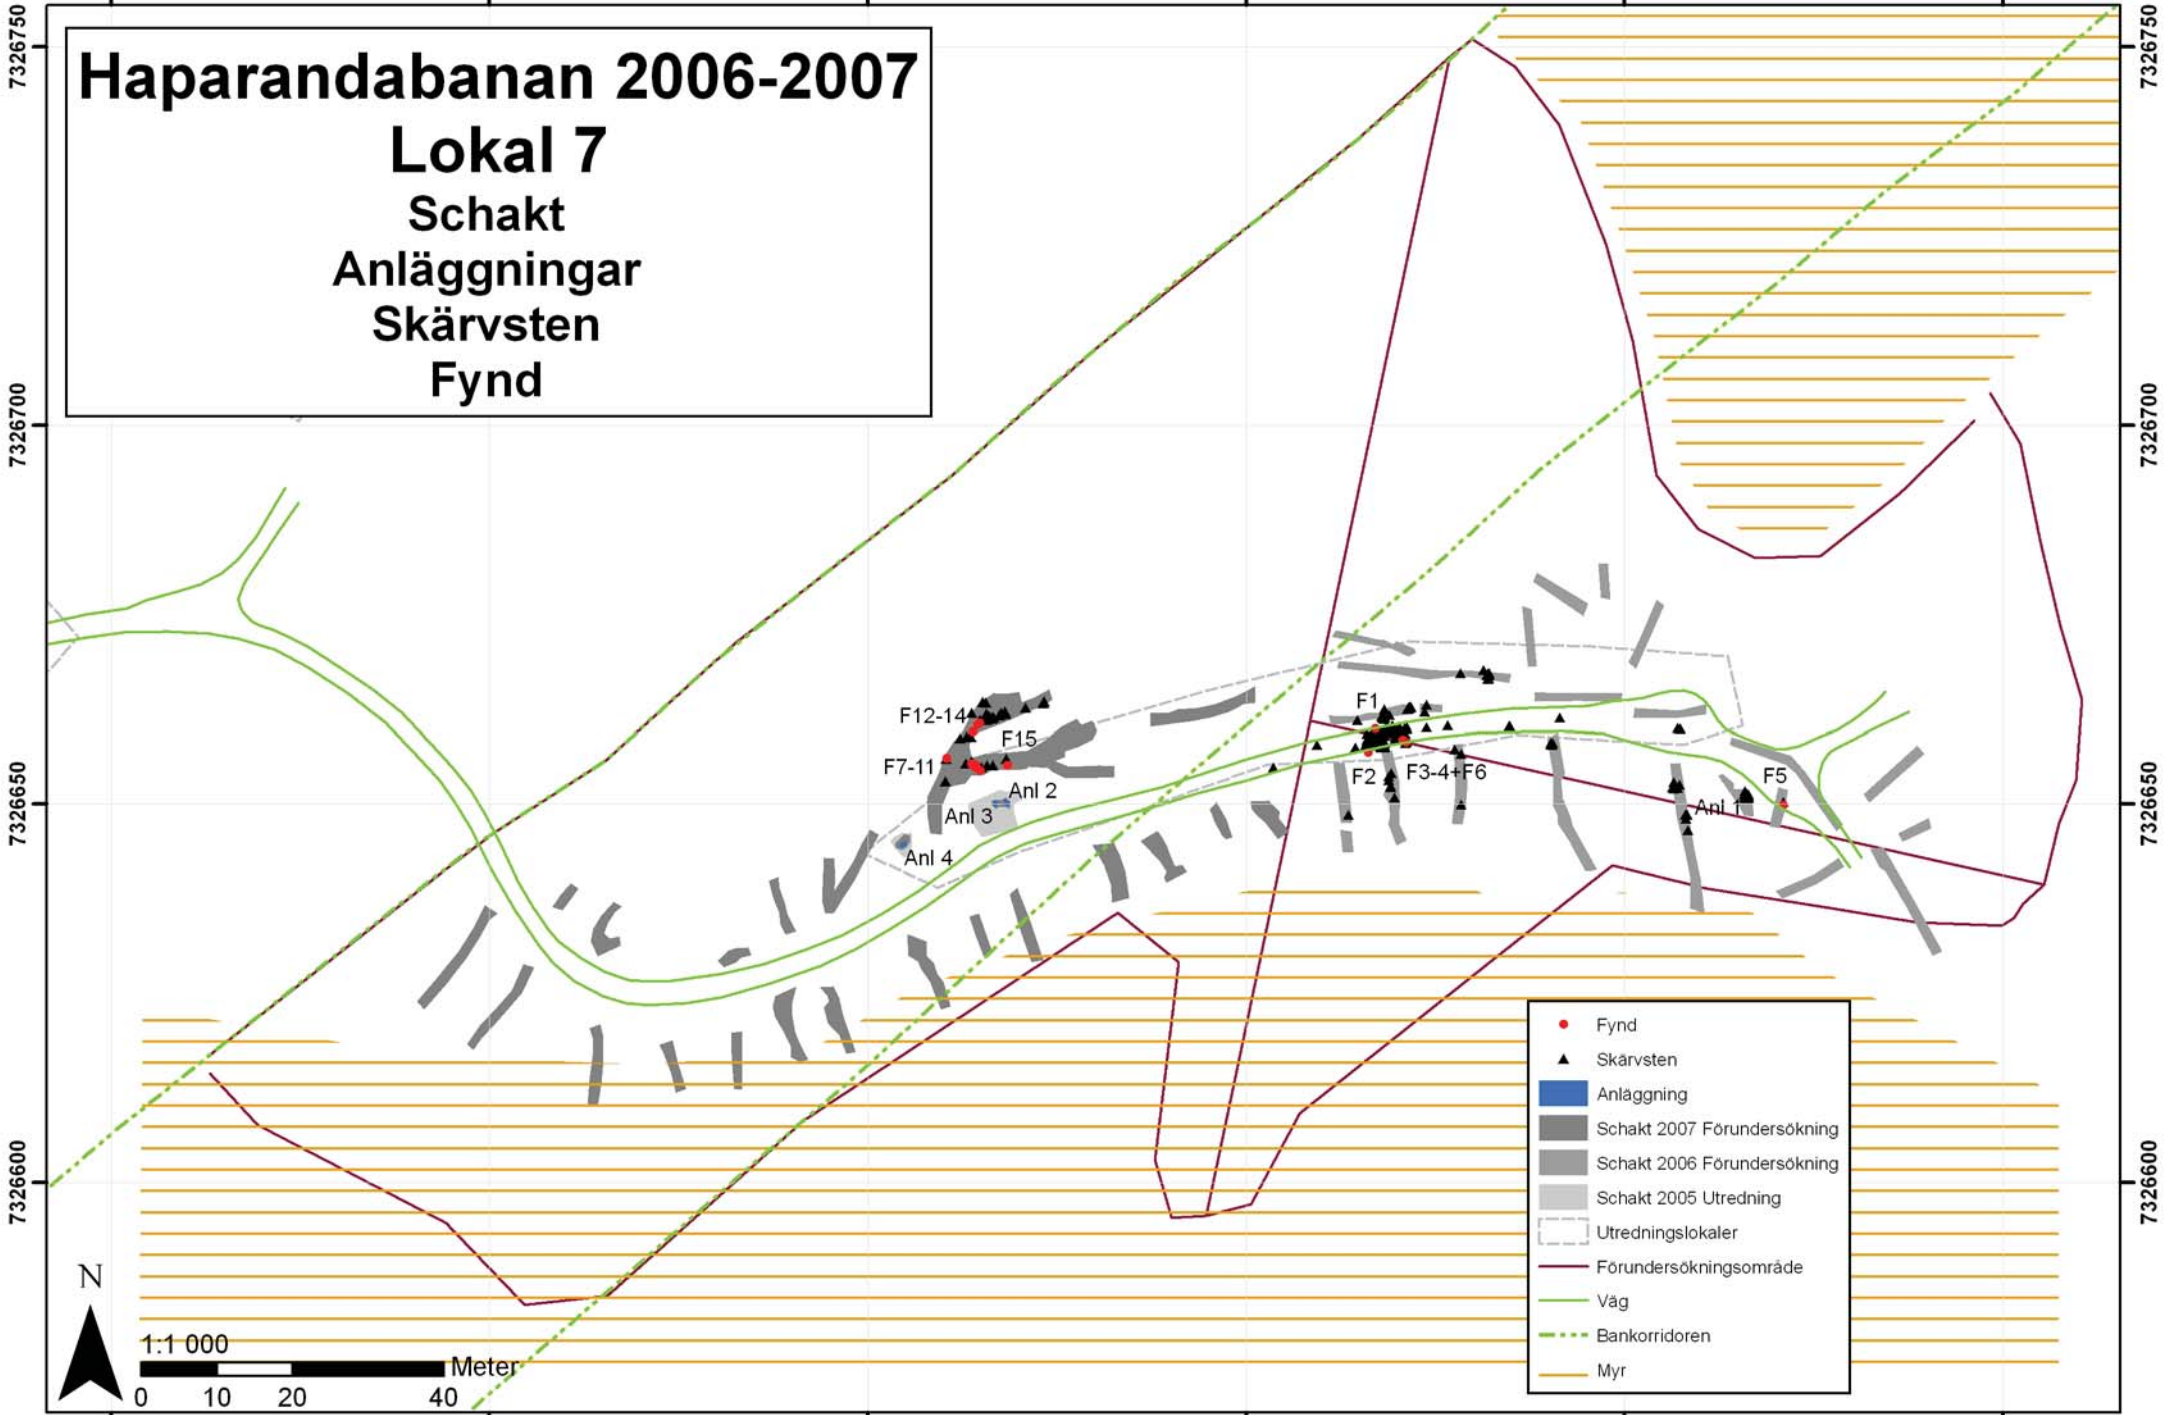 Haparandabanan 2006-2007
Lokal 7
Schakt
Anläggningar
Skärvsten
Fynd
7326750
7326750
7326700
7326700
7326650
7326650
7326600
7326600
F12-14
F15
F7-11
Anl 2
Anl 3
Anl 4
F1
F2
F3-4+F6
F5
Anl 1
Fynd
Skärvsten
Anläggning
Schakt 2007 Förundersökning
Schakt 2006 Förundersökning
Schakt 2005 Utredning
Utredningslokaler
Förundersökningsområde
Väg
Bankorridoren
Myr
N
1:1 000
Meter
0 10 20 40